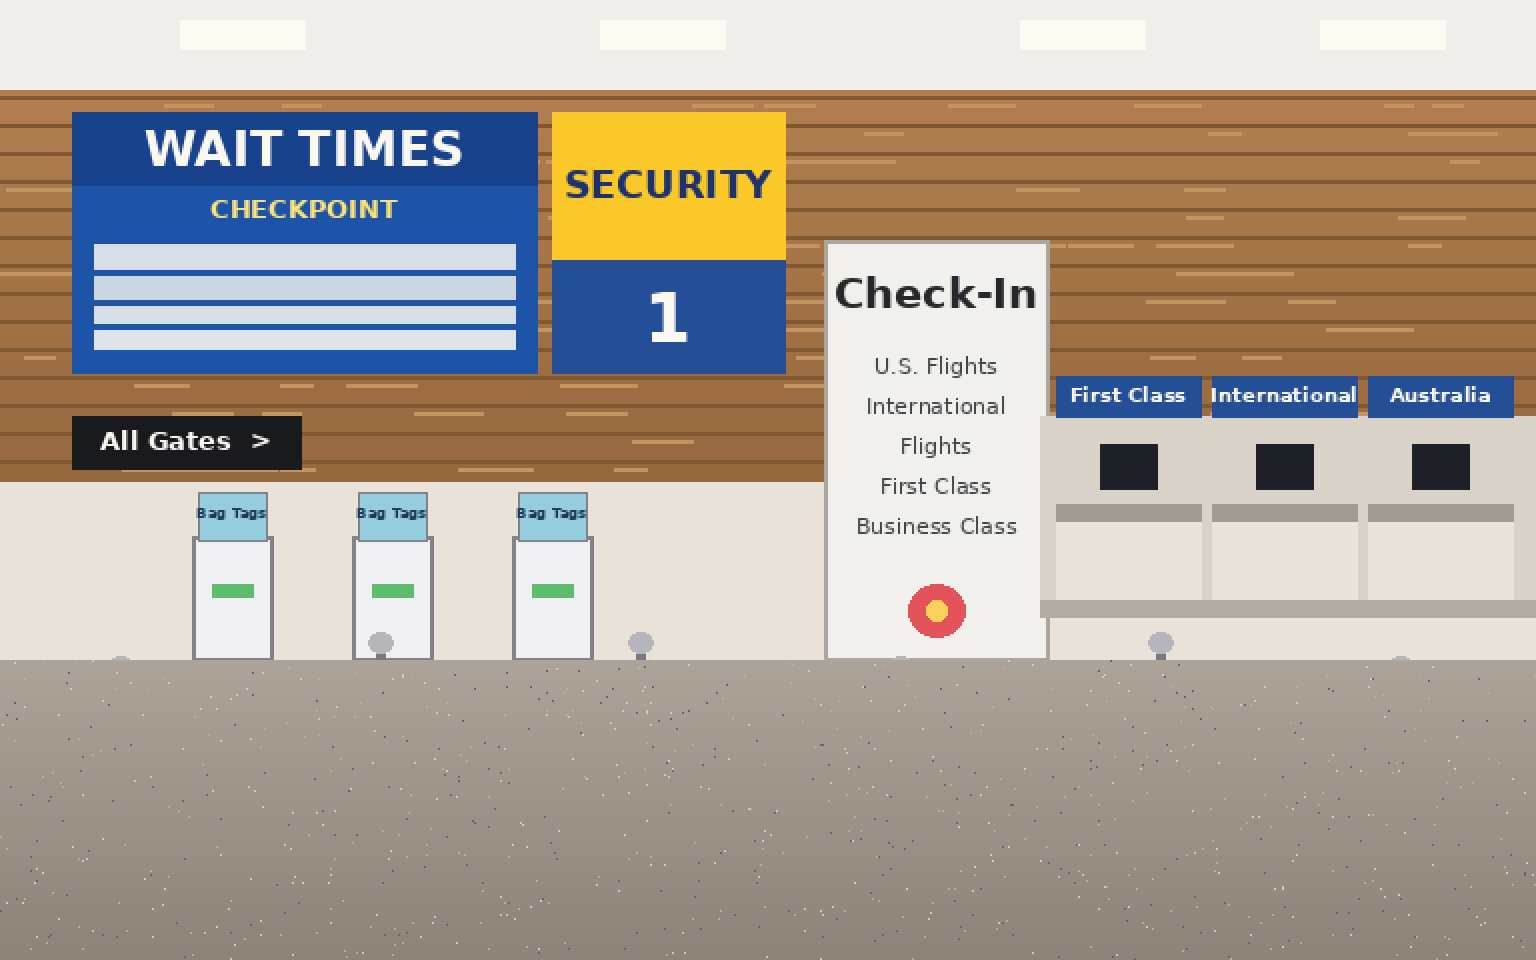 WAIT TIMES
CHECKPOINT
SECURITY
1
All Gates >
Bag Tags
Bag Tags
Bag Tags
Check-In
U.S. Flights
International
Flights
First Class
Business Class
First Class
International
Australia